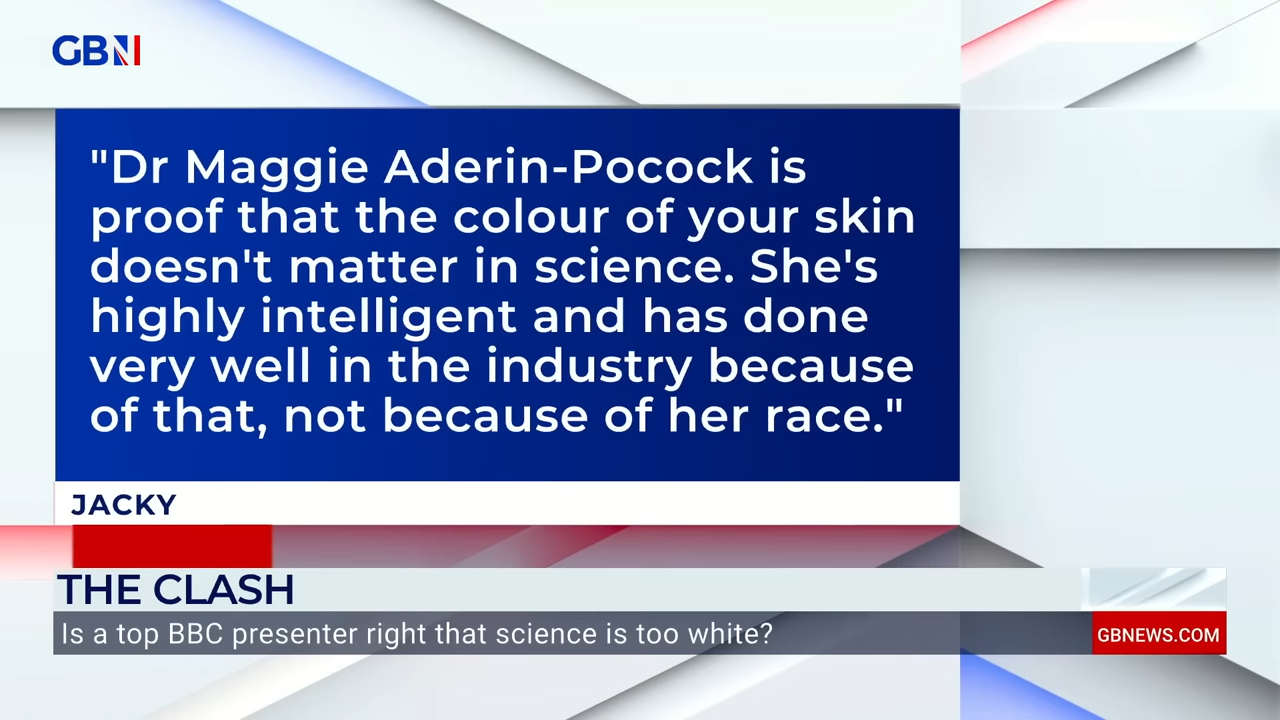 GBN
"Dr Maggie Aderin-Pocock is
proof that the colour of your skin
doesn't matter in science. She's
highly intelligent and has done
very well in the industry because
of that, not because of her race."
JACKY
THE CLASH
Is a top BBC presenter right that science is too white?
GBNEWS.COM